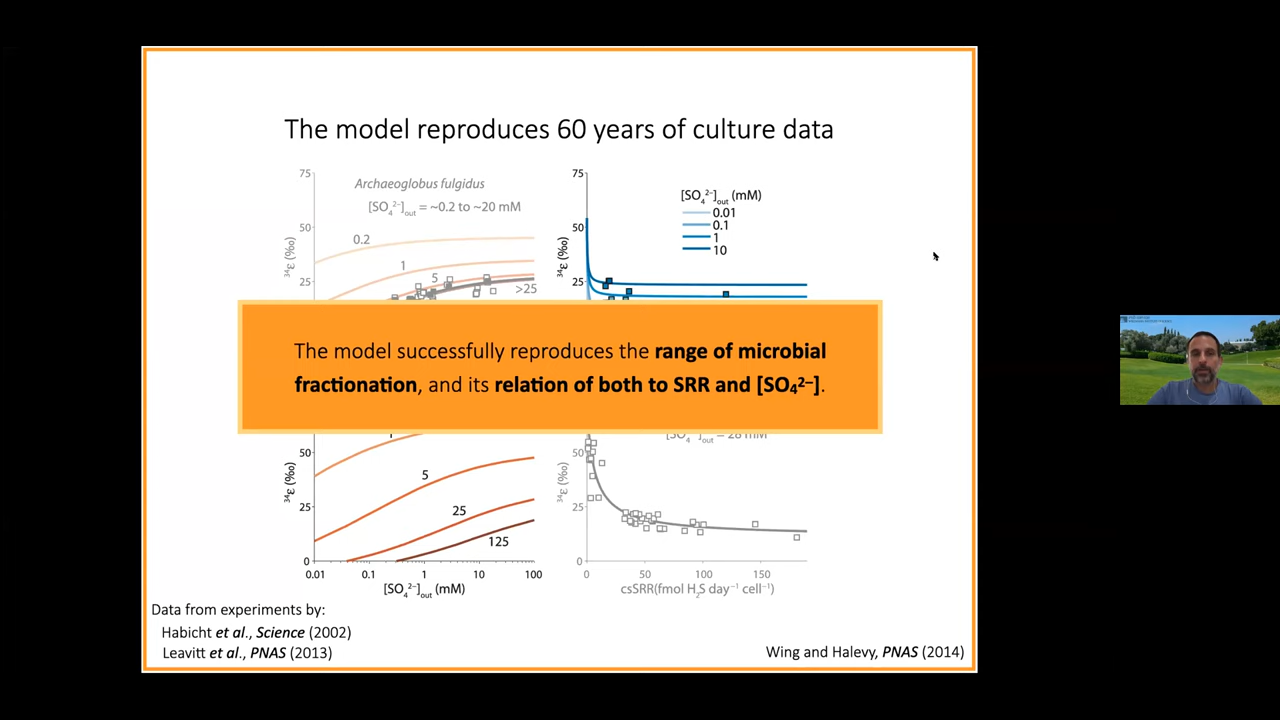 The model reproduces 60 years of culture data
75
Archaeoglobus fulgidus
[SO₄²⁻]out = ~0.2 to ~20 mM
50
0.2
1
5
25
>25
³⁴ε (‰)
75
[SO₄²⁻]out (mM)
0.01
0.1
1
10
50
25
³⁴ε (‰)
The model successfully reproduces the range of microbial
fractionation, and its relation of both to SRR and [SO₄²⁻].
50
5
25
25
125
0
³⁴ε (‰)
0.01 0.1 1 10 100
[SO₄²⁻]out (mM)
50
25
0
³⁴ε (‰)
0 50 100 150
csSRR(fmol H₂S day⁻¹ cell⁻¹)
Data from experiments by:
Habicht et al., Science (2002)
Leavitt et al., PNAS (2013)
Wing and Halevy, PNAS (2014)